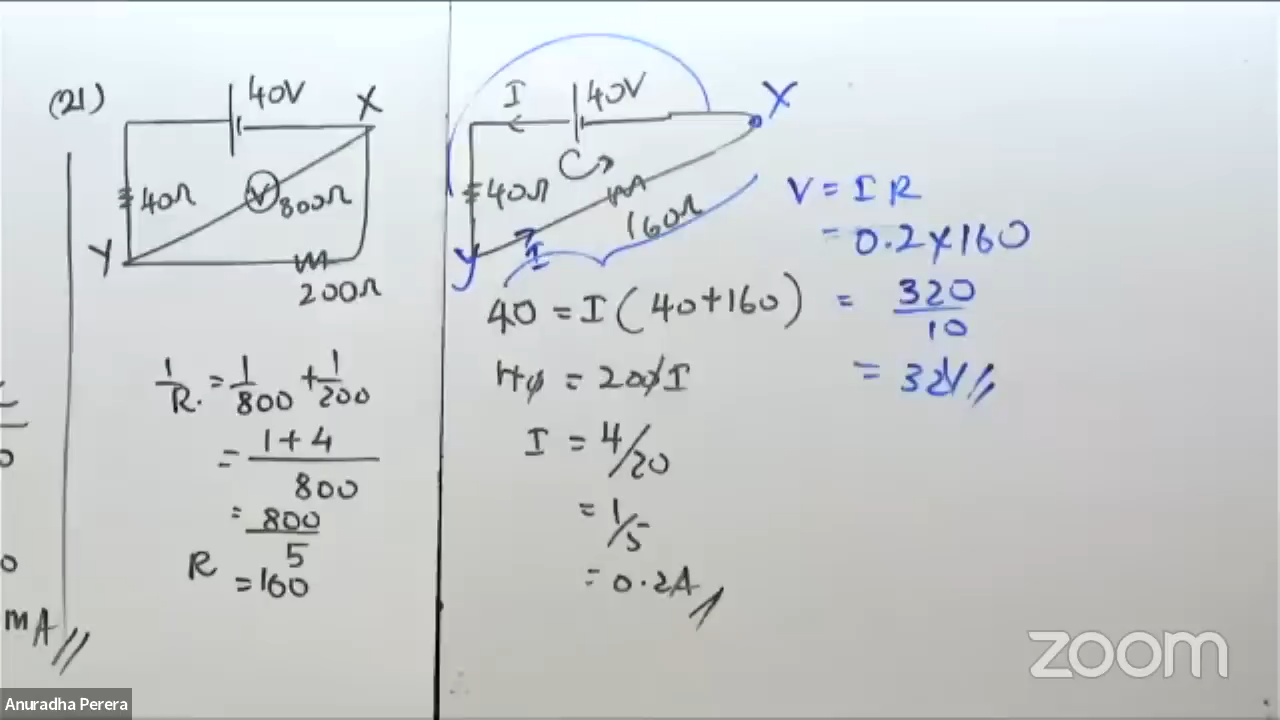 (21)
40V
X
40Ω
V
800Ω
Y
200Ω
1/R. = 1/800 + 1/200
= 1+4/800
= 800/5
R = 160
mA//
I
40V
X
40Ω
160Ω
Y
I
40 = I(40+160)
40 = 200I
I = 4/20
= 1/5
= 0.2A//
V = IR
= 0.2×160
= 320/10
= 32V//
zoom
Anuradha Perera